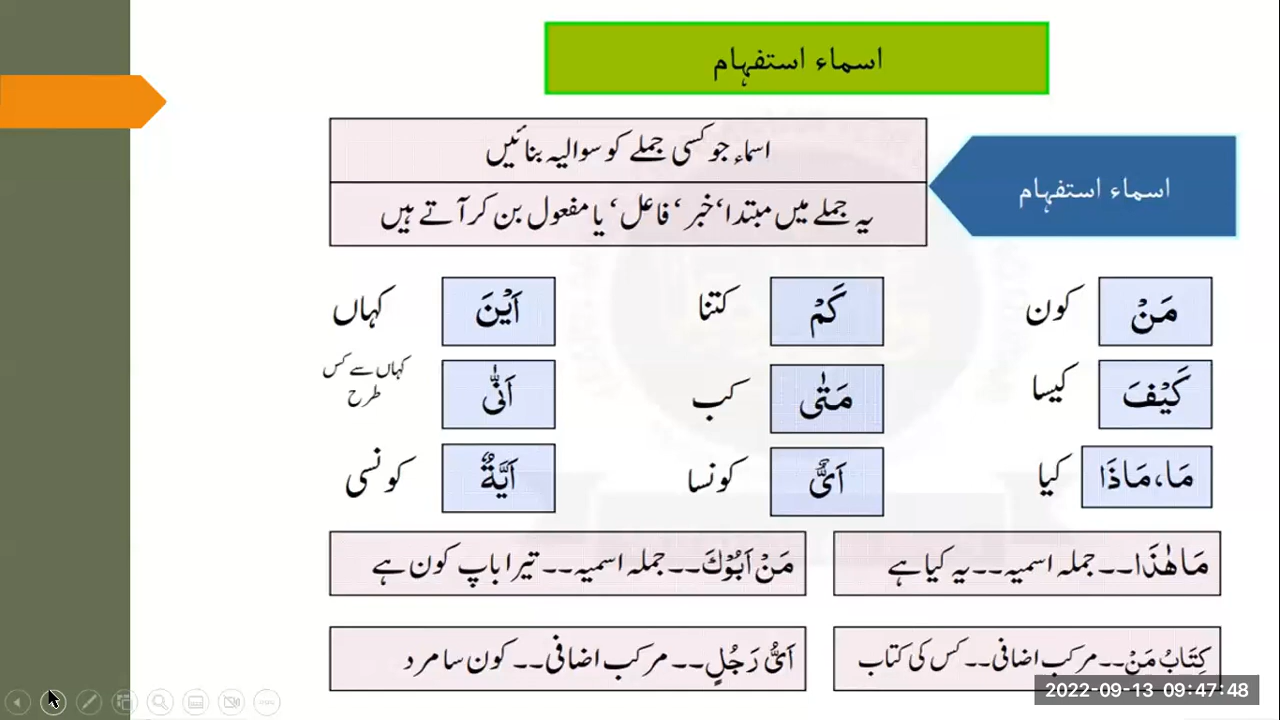 اسماء استفہام
اسماء استفہام
اسماء جو کسی جملے کو سوالیہ بنائیں
یہ جملے میں مبتدا‘ خبر ‘ فاعل‘ یا مفعول بن کر آتے ہیں
مَنْ کون کَمْ کتنا اَیْنَ کہاں
کَیْفَ کیسا مَتٰی کب اَنّٰی کہاں سے کس طرح
مَا، مَاذَا کیا اَیٌّ کونسا اَیَّةٌ کونسی
مَا ھٰذَا۔۔ جملہ اسمیہ۔۔ یہ کیا ہے
مَنْ اَبُوْكَ۔۔ جملہ اسمیہ۔۔ تیرا باپ کون ہے
کِتَابُ مَنْ۔۔ مرکب اضافی۔۔ کس کی کتاب
اَیُّ رَجُلٍ۔۔ مرکب اضافی۔۔ کون سا مرد
2022-09-13 09:47:48